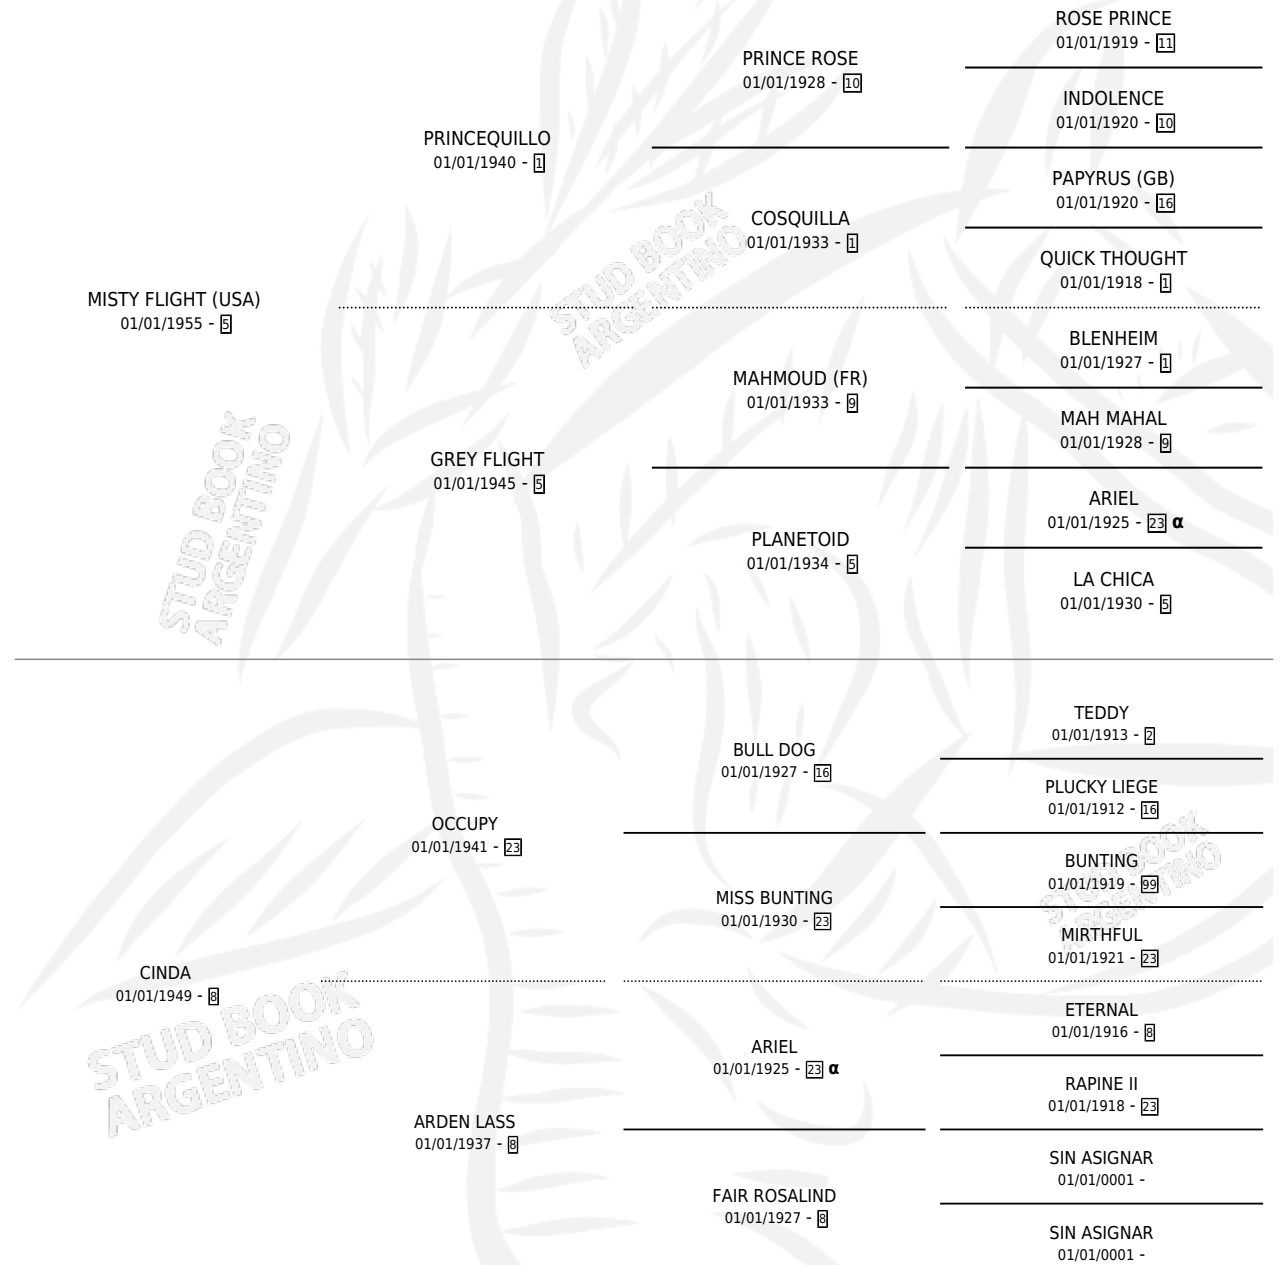 ROSE PRINCE
01/01/1919 - 11
PRINCE ROSE
01/01/1928 - 10
INDOLENCE
01/01/1920 - 10
PRINCEQUILLO
01/01/1940 - 1
PAPYRUS (GB)
01/01/1920 - 16
COSQUILLA
01/01/1933 - 1
QUICK THOUGHT
01/01/1918 - 1
MISTY FLIGHT (USA)
01/01/1955 - 5
BLENHEIM
01/01/1927 - 1
MAHMOUD (FR)
01/01/1933 - 9
MAH MAHAL
01/01/1928 - 9
GREY FLIGHT
01/01/1945 - 5
ARIEL
01/01/1925 - 23 α
PLANETOID
01/01/1934 - 5
LA CHICA
01/01/1930 - 5
TEDDY
01/01/1913 - 2
BULL DOG
01/01/1927 - 16
PLUCKY LIEGE
01/01/1912 - 16
OCCUPY
01/01/1941 - 23
BUNTING
01/01/1919 - 99
MISS BUNTING
01/01/1930 - 23
MIRTHFUL
01/01/1921 - 23
CINDA
01/01/1949 - 8
ETERNAL
01/01/1916 - 8
ARIEL
01/01/1925 - 23 α
RAPINE II
01/01/1918 - 23
ARDEN LASS
01/01/1937 - 8
SIN ASIGNAR
01/01/0001 -
FAIR ROSALIND
01/01/1927 - 8
SIN ASIGNAR
01/01/0001 -
STUD BOOK
ARGENTINO
STUD BOOK
ARGENTINO
STUD BOOK
ARGENTINO
STUD BOOK
ARGENTINO